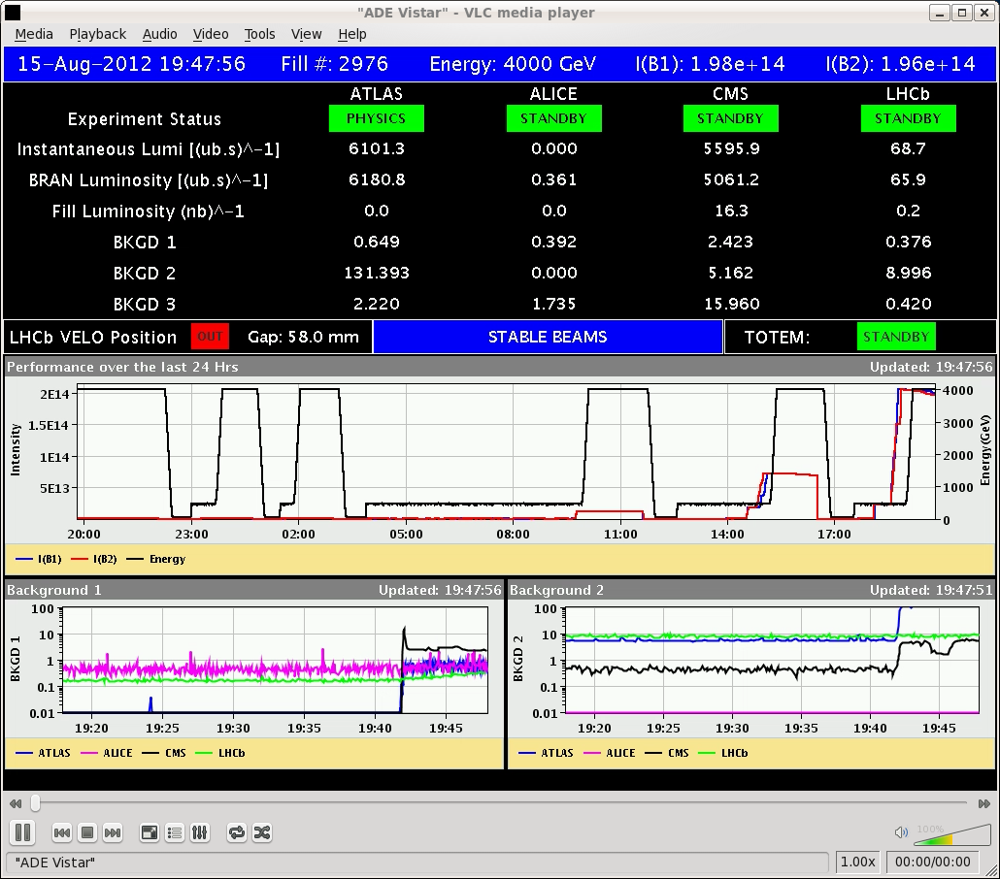 "ADE Vistar" - VLC media player
Media Playback Audio Video Tools View Help
15-Aug-2012 19:47:56 Fill #: 2976 Energy: 4000 GeV I(B1): 1.98e+14 I(B2): 1.96e+14
ATLAS ALICE CMS LHCb
Experiment Status PHYSICS STANDBY STANDBY STANDBY
Instantaneous Lumi [(ub.s)^-1] 6101.3 0.000 5595.9 68.7
BRAN Luminosity [(ub.s)^-1] 6180.8 0.361 5061.2 65.9
Fill Luminosity (nb)^-1 0.0 0.0 16.3 0.2
BKGD 1 0.649 0.392 2.423 0.376
BKGD 2 131.393 0.000 5.162 8.996
BKGD 3 2.220 1.735 15.960 0.420
LHCb VELO Position OUT Gap: 58.0 mm STABLE BEAMS TOTEM: STANDBY
Performance over the last 24 Hrs Updated: 19:47:56
Intensity
2E14
1.5E14
1E14
5E13
4000
3000
2000
1000
0
Energy(GeV)
20:00 23:00 02:00 05:00 08:00 11:00 14:00 17:00
I(B1) I(B2) Energy
Background 1 Updated: 19:47:56
BKGD 1
100
10
1
0.1
0.01
19:20 19:25 19:30 19:35 19:40 19:45
ATLAS ALICE CMS LHCb
Background 2 Updated: 19:47:51
BKGD 2
100
10
1
0.1
0.01
19:20 19:25 19:30 19:35 19:40 19:45
ATLAS ALICE CMS LHCb
100%
"ADE Vistar" 1.00x 00:00/00:00